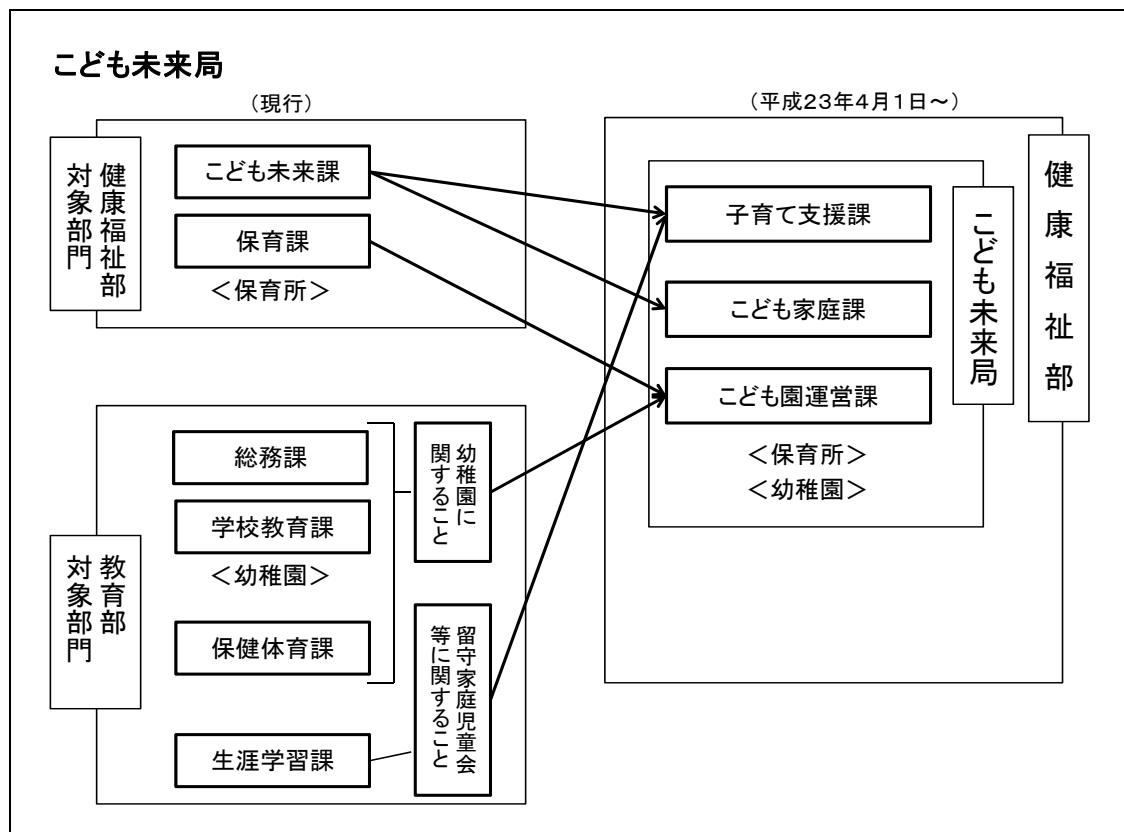 こども未来局
（現行）
健康福祉部
対象部門
こども未来課
保育課
＜保育所＞
教育部
対象部門
総務課
学校教育課
＜幼稚園＞
保健体育課
生涯学習課
幼稚園に
関すること
留守家庭児童会
等に関すること
（平成２３年４月１日～）
健康福祉部
こども未来局
子育て支援課
こども家庭課
こども園運営課
＜保育所＞
＜幼稚園＞